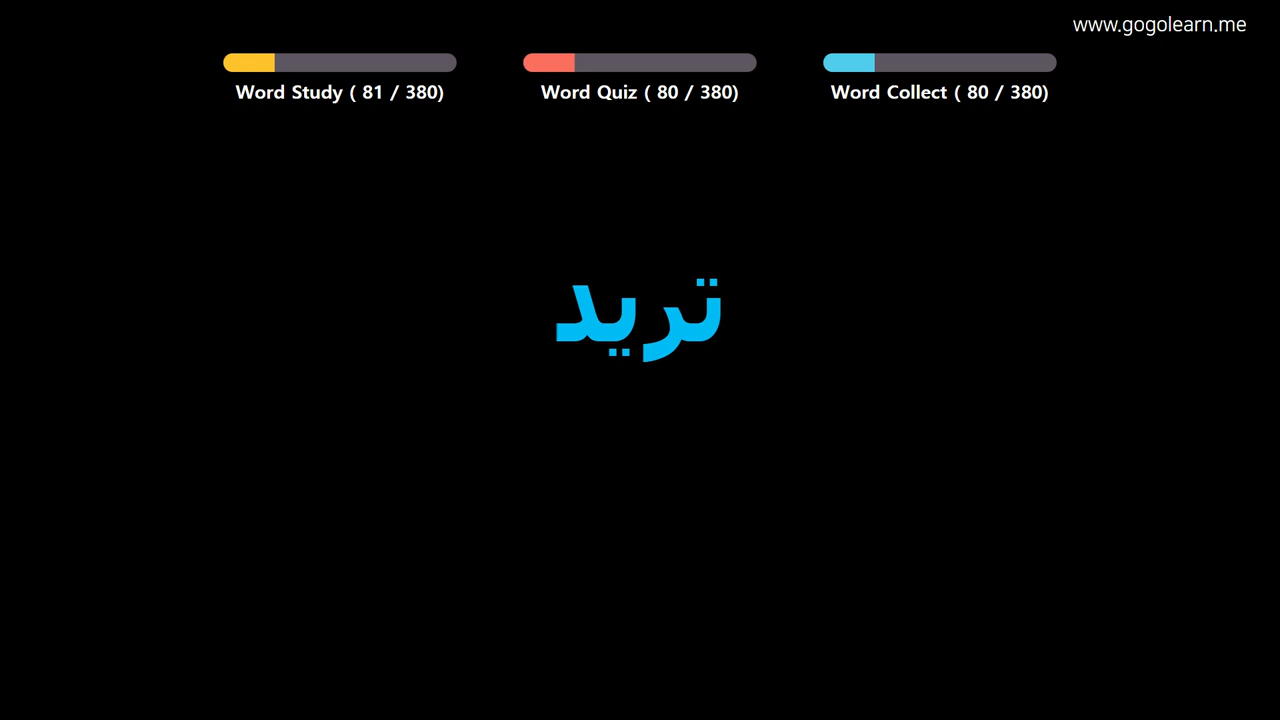 www.gogolearn.me
Word Study ( 81 / 380)
Word Quiz ( 80 / 380)
Word Collect ( 80 / 380)
تريد